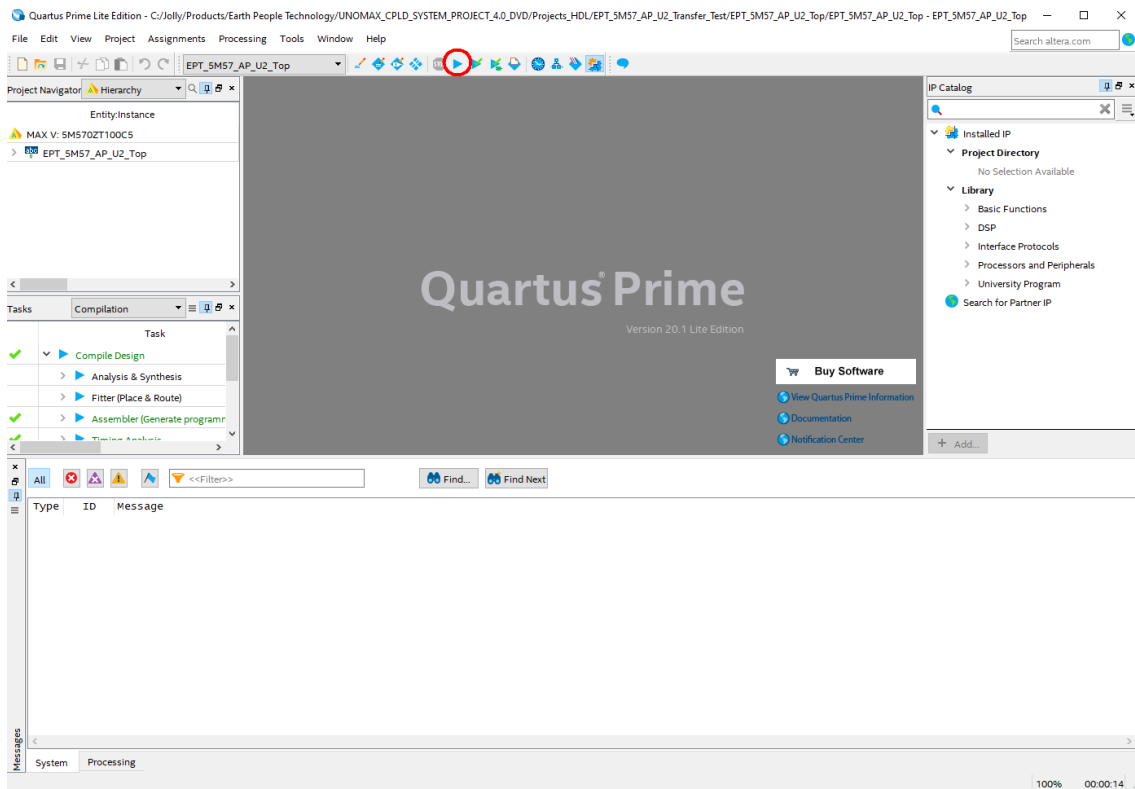 Quartus Prime Lite Edition - C:/Jolly/Products/Earth People Technology/UNOMAX_CPLD_SYSTEM_PROJECT_4.0_DVD/Projects_HDL/EPT_5M57_AP_U2_Transfer_Test/EPT_5M57_AP_U2_Top/EPT_5M57_AP_U2_Top - EPT_5M57_AP_U2_Top
File Edit View Project Assignments Processing Tools Window Help
Search altera.com
EPT_5M57_AP_U2_Top
Project Navigator Hierarchy
Entity:Instance
MAX V: 5M570ZT100C5
EPT_5M57_AP_U2_Top
Tasks Compilation
Task
Compile Design
Analysis & Synthesis
Fitter (Place & Route)
Assembler (Generate programm
Timing Analysis
Quartus® Prime
Version 20.1 Lite Edition
Buy Software
View Quartus Prime Information
Documentation
Notification Center
IP Catalog
Installed IP
Project Directory
No Selection Available
Library
Basic Functions
DSP
Interface Protocols
Processors and Peripherals
University Program
Search for Partner IP
+ Add...
All <<Filter>> Find... Find Next
Type ID Message
Messages
System Processing
100% 00:00:14